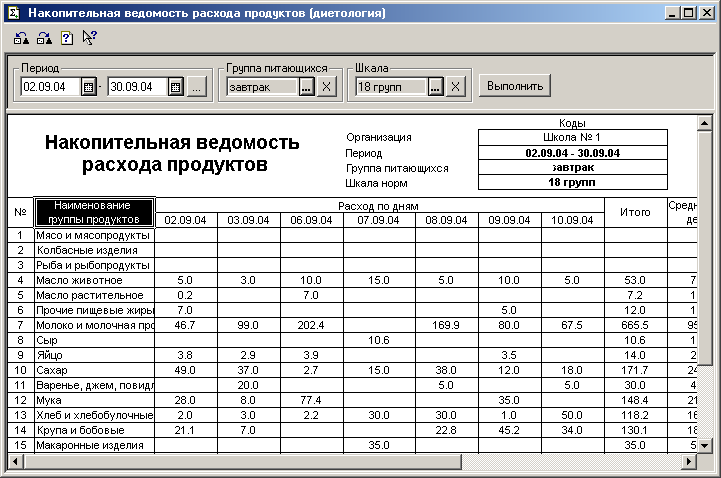 Накопительная ведомость расхода продуктов (диетология)
Период
Группа питающихся
Шкала
02.09.04 - 30.09.04 ...
завтрак ... X
18 групп ... X
Выполнить
Накопительная ведомость
расхода продуктов
Коды
Организация Школа № 1
Период 02.09.04 - 30.09.04
Группа питающихся завтрак
Шкала норм 18 групп
№ Наименование группы продуктов Расход по дням Итого
02.09.04 03.09.04 06.09.04 07.09.04 08.09.04 09.09.04 10.09.04
1 Мясо и мясопродукты
2 Колбасные изделия
3 Рыба и рыбопродукты
4 Масло животное 5.0 3.0 10.0 15.0 5.0 10.0 5.0 53.0 7
5 Масло растительное 0.2 7.0 7.2 1
6 Прочие пищевые жиры 7.0 5.0 12.0 1
7 Молоко и молочная про 46.7 99.0 202.4 169.9 80.0 67.5 665.5 95
8 Сыр 10.6 10.6 1
9 Яйцо 3.8 2.9 3.9 3.5 14.0 2
10 Сахар 49.0 37.0 2.7 15.0 38.0 12.0 18.0 171.7 24
11 Варенье, джем, повидл 20.0 5.0 5.0 30.0 4
12 Мука 28.0 8.0 77.4 35.0 148.4 21
13 Хлеб и хлебобулочные 2.0 3.0 2.2 30.0 30.0 1.0 50.0 118.2 16
14 Крупа и бобовые 21.1 7.0 22.8 45.2 34.0 130.1 18
15 Макаронные изделия 35.0 35.0 5